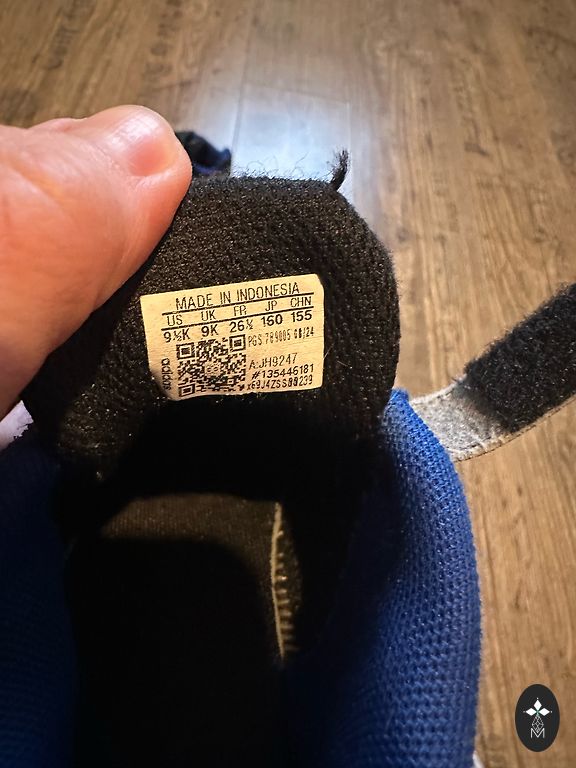 MADE IN INDONESIA
US UK FR JP CHN
9½K 9K 26½ 160 155
PGS 789005 08/24
A:JH9247
#135446181
adidas
M